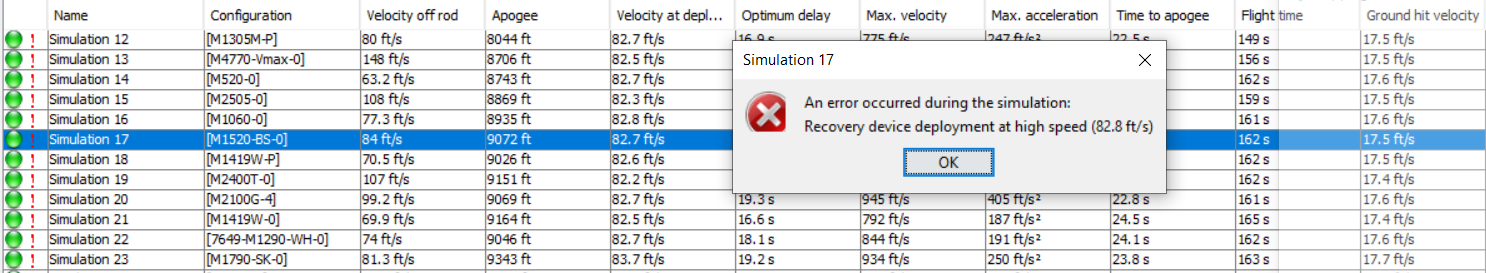 Name Configuration Velocity off rod Apogee Velocity at depl... Optimum delay Max. velocity Max. acceleration Time to apogee Flight time Ground hit velocity
! Simulation 12 [M1305M-P] 80 ft/s 8044 ft 82.7 ft/s 16.9 s 775 ft/s 247 ft/s² 22.5 s 149 s 17.5 ft/s
! Simulation 13 [M4770-Vmax-0] 148 ft/s 8706 ft 82.5 ft/s 156 s 17.5 ft/s
Simulation 17
! Simulation 14 [M520-0] 63.2 ft/s 8743 ft 82.7 ft/s 162 s 17.6 ft/s
! Simulation 15 [M2505-0] 108 ft/s 8869 ft 82.3 ft/s 159 s 17.5 ft/s
An error occurred during the simulation:
! Simulation 16 [M1060-0] 77.3 ft/s 8935 ft 82.8 ft/s 161 s 17.6 ft/s
Recovery device deployment at high speed (82.8 ft/s)
! Simulation 17 [M1520-BS-0] 84 ft/s 9072 ft 82.7 ft/s 162 s 17.5 ft/s
! Simulation 18 [M1419W-P] 70.5 ft/s 9026 ft 82.6 ft/s 162 s 17.5 ft/s
OK
! Simulation 19 [M2400T-0] 107 ft/s 9151 ft 82.2 ft/s 162 s 17.4 ft/s
! Simulation 20 [M2100G-4] 99.2 ft/s 9069 ft 82.7 ft/s 19.3 s 945 ft/s 405 ft/s² 22.8 s 161 s 17.6 ft/s
! Simulation 21 [M1419W-0] 69.9 ft/s 9164 ft 82.5 ft/s 16.6 s 792 ft/s 187 ft/s² 24.5 s 165 s 17.4 ft/s
! Simulation 22 [7649-M1290-WH-0] 74 ft/s 9046 ft 82.7 ft/s 18.1 s 844 ft/s 191 ft/s² 24.1 s 162 s 17.6 ft/s
! Simulation 23 [M1790-SK-0] 81.3 ft/s 9343 ft 83.7 ft/s 19.2 s 934 ft/s 250 ft/s² 23.8 s 163 s 17.7 ft/s